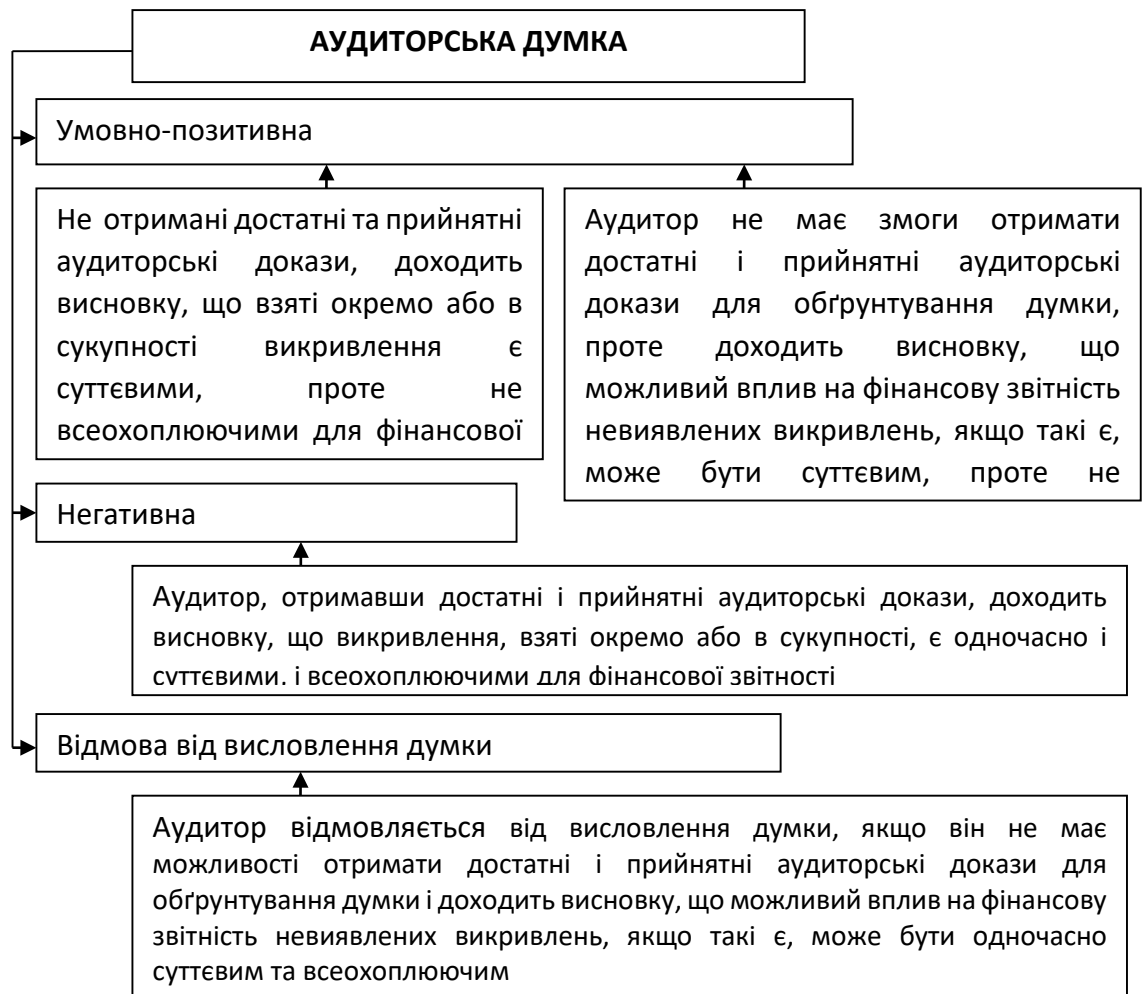 АУДИТОРСЬКА ДУМКА
Умовно-позитивна
Не отримані достатні та прийнятні
аудиторські докази, доходить
висновку, що взяті окремо або в
сукупності викривлення є
суттєвими, проте не
всеохоплюючими для фінансової
Аудитор не має змоги отримати
достатні і прийнятні аудиторські
докази для обґрунтування думки,
проте доходить висновку, що
можливий вплив на фінансову звітність
невиявлених викривлень, якщо такі є,
може бути суттєвим, проте не
Негативна
Аудитор, отримавши достатні і прийнятні аудиторські докази, доходить
висновку, що викривлення, взяті окремо або в сукупності, є одночасно і
суттєвими, і всеохоплюючими для фінансової звітності
Відмова від висловлення думки
Аудитор відмовляється від висловлення думки, якщо він не має
можливості отримати достатні і прийнятні аудиторські докази для
обґрунтування думки і доходить висновку, що можливий вплив на фінансову
звітність невиявлених викривлень, якщо такі є, може бути одночасно
суттєвим та всеохоплюючим